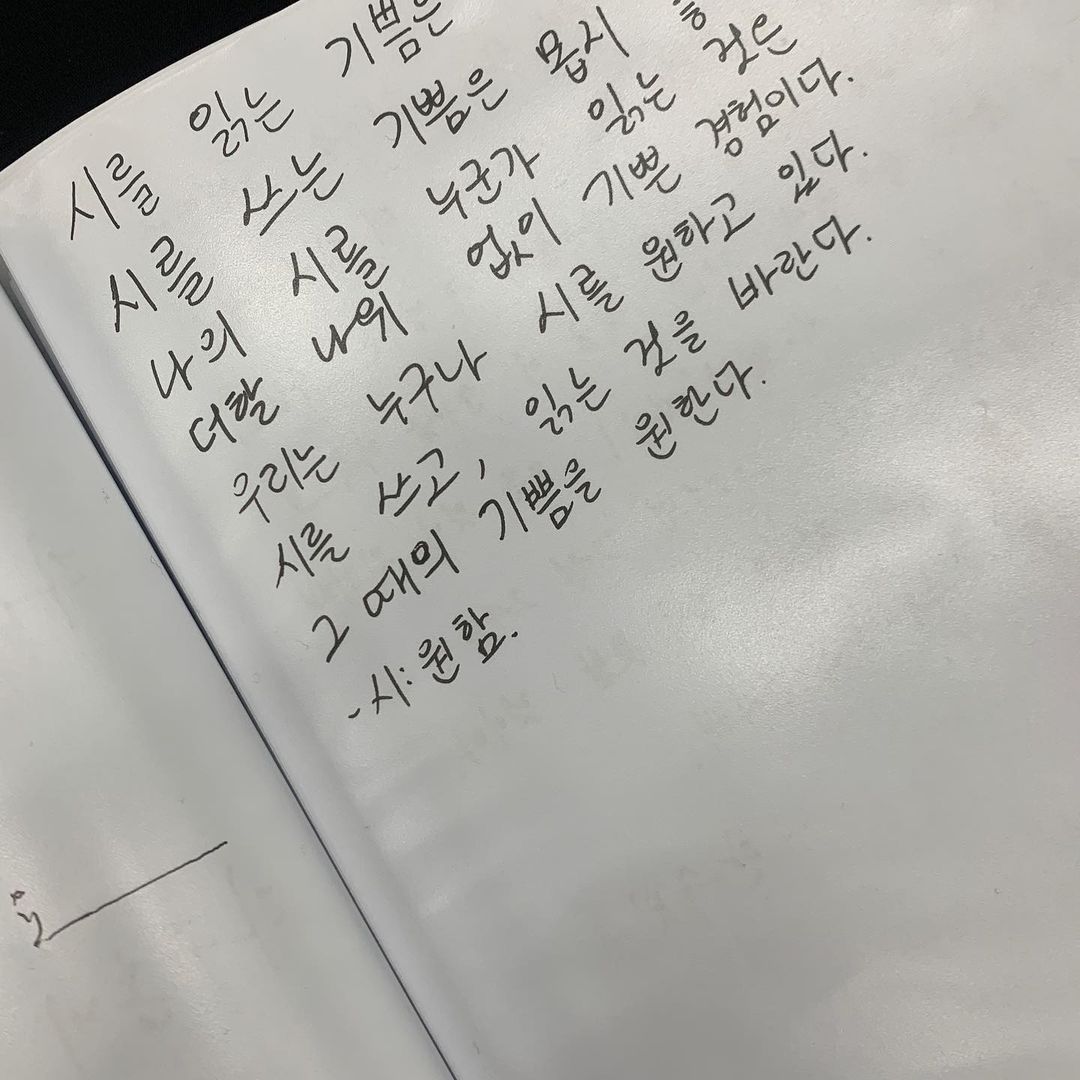 시를 읽는 기쁨은
시를 쓰는 기쁨은 몹시
나의 시를 누군가 읽는 것은
더할 나위 없이 기쁜 경험이다.
우리는 누구나 시를 원하고 있다.
시를 쓰고, 읽는 것을 바란다.
그 때의 기쁨을 원한다.
- 시: 원함.